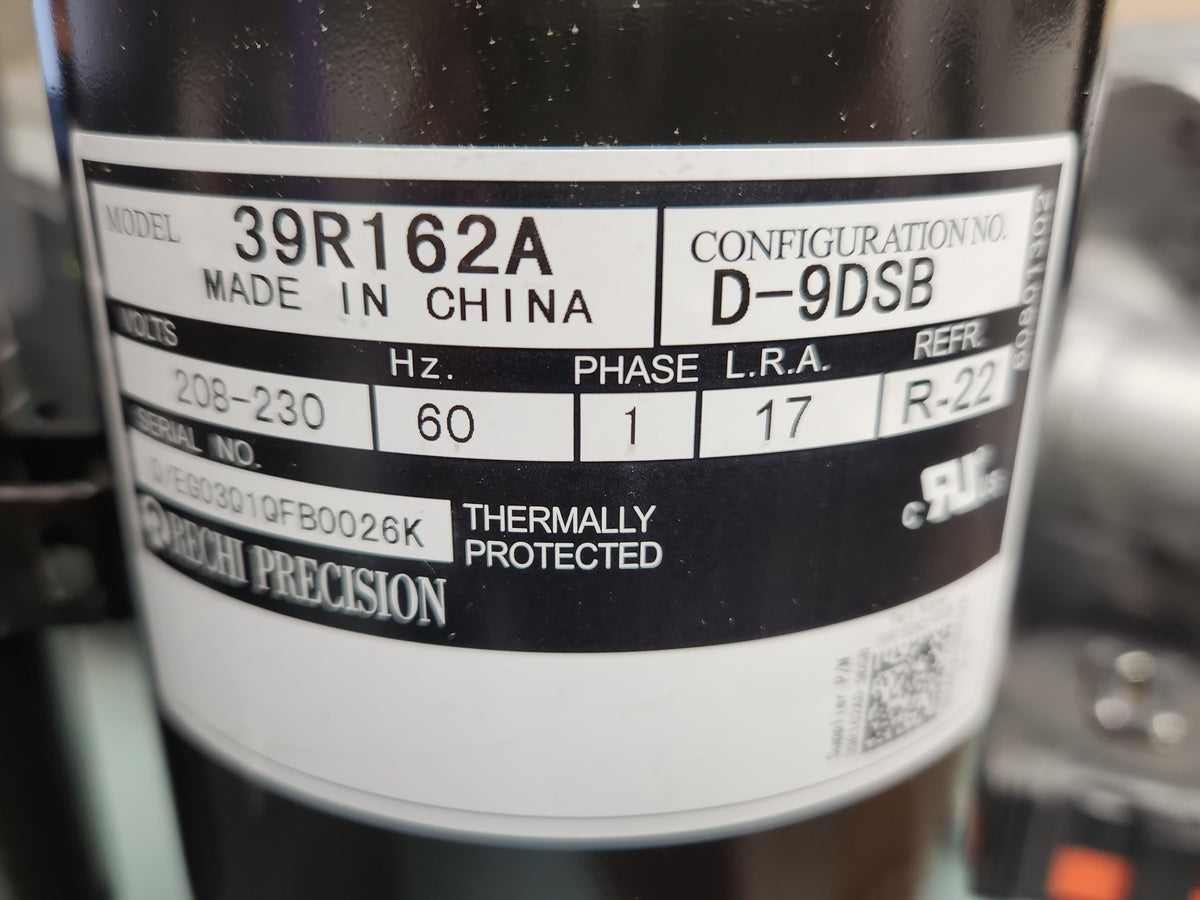 MODEL 39R162A
MADE IN CHINA
CONFIGURATION NO.
D-9DSB
VOLTS Hz. PHASE L.R.A. REFR.
208-230 60 1 17 R-22
SERIAL NO.
THERMALLY
PROTECTED
RECHI PRECISION
Supplier P/N